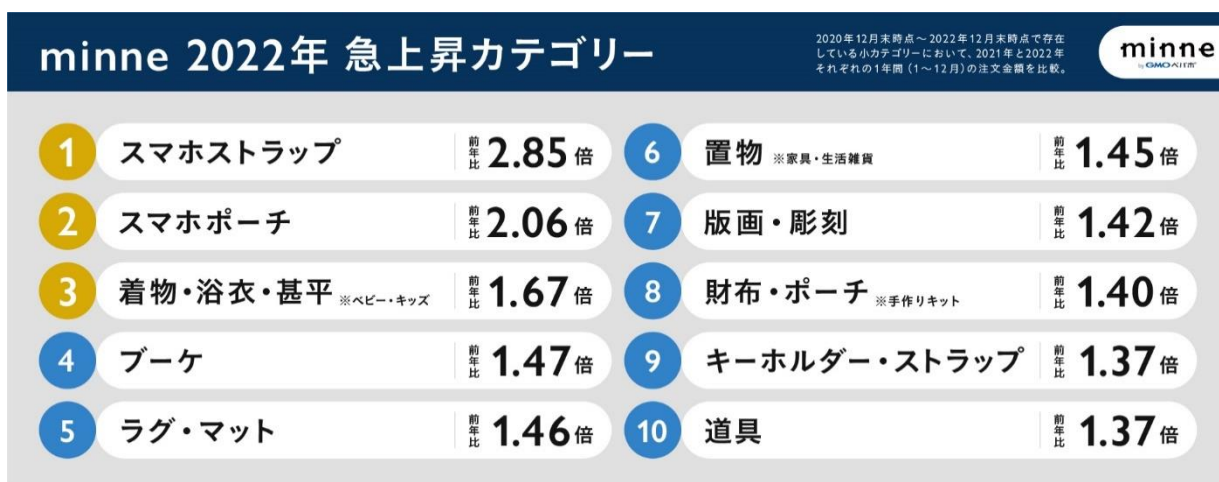 minne 2022年 急上昇カテゴリー
2020年12月末時点～2022年12月末時点で存在
している小カテゴリーにおいて、2021年と2022年
それぞれの1年間（1～12月）の注文金額を比較。
minne
by GMOペパボ
1 スマホストラップ 前年比 2.85倍
2 スマホポーチ 前年比 2.06倍
3 着物・浴衣・甚平 ※ベビー・キッズ 前年比 1.67倍
4 ブーケ 前年比 1.47倍
5 ラグ・マット 前年比 1.46倍
6 置物 ※家具・生活雑貨 前年比 1.45倍
7 版画・彫刻 前年比 1.42倍
8 財布・ポーチ ※手作りキット 前年比 1.40倍
9 キーホルダー・ストラップ 前年比 1.37倍
10 道具 前年比 1.37倍